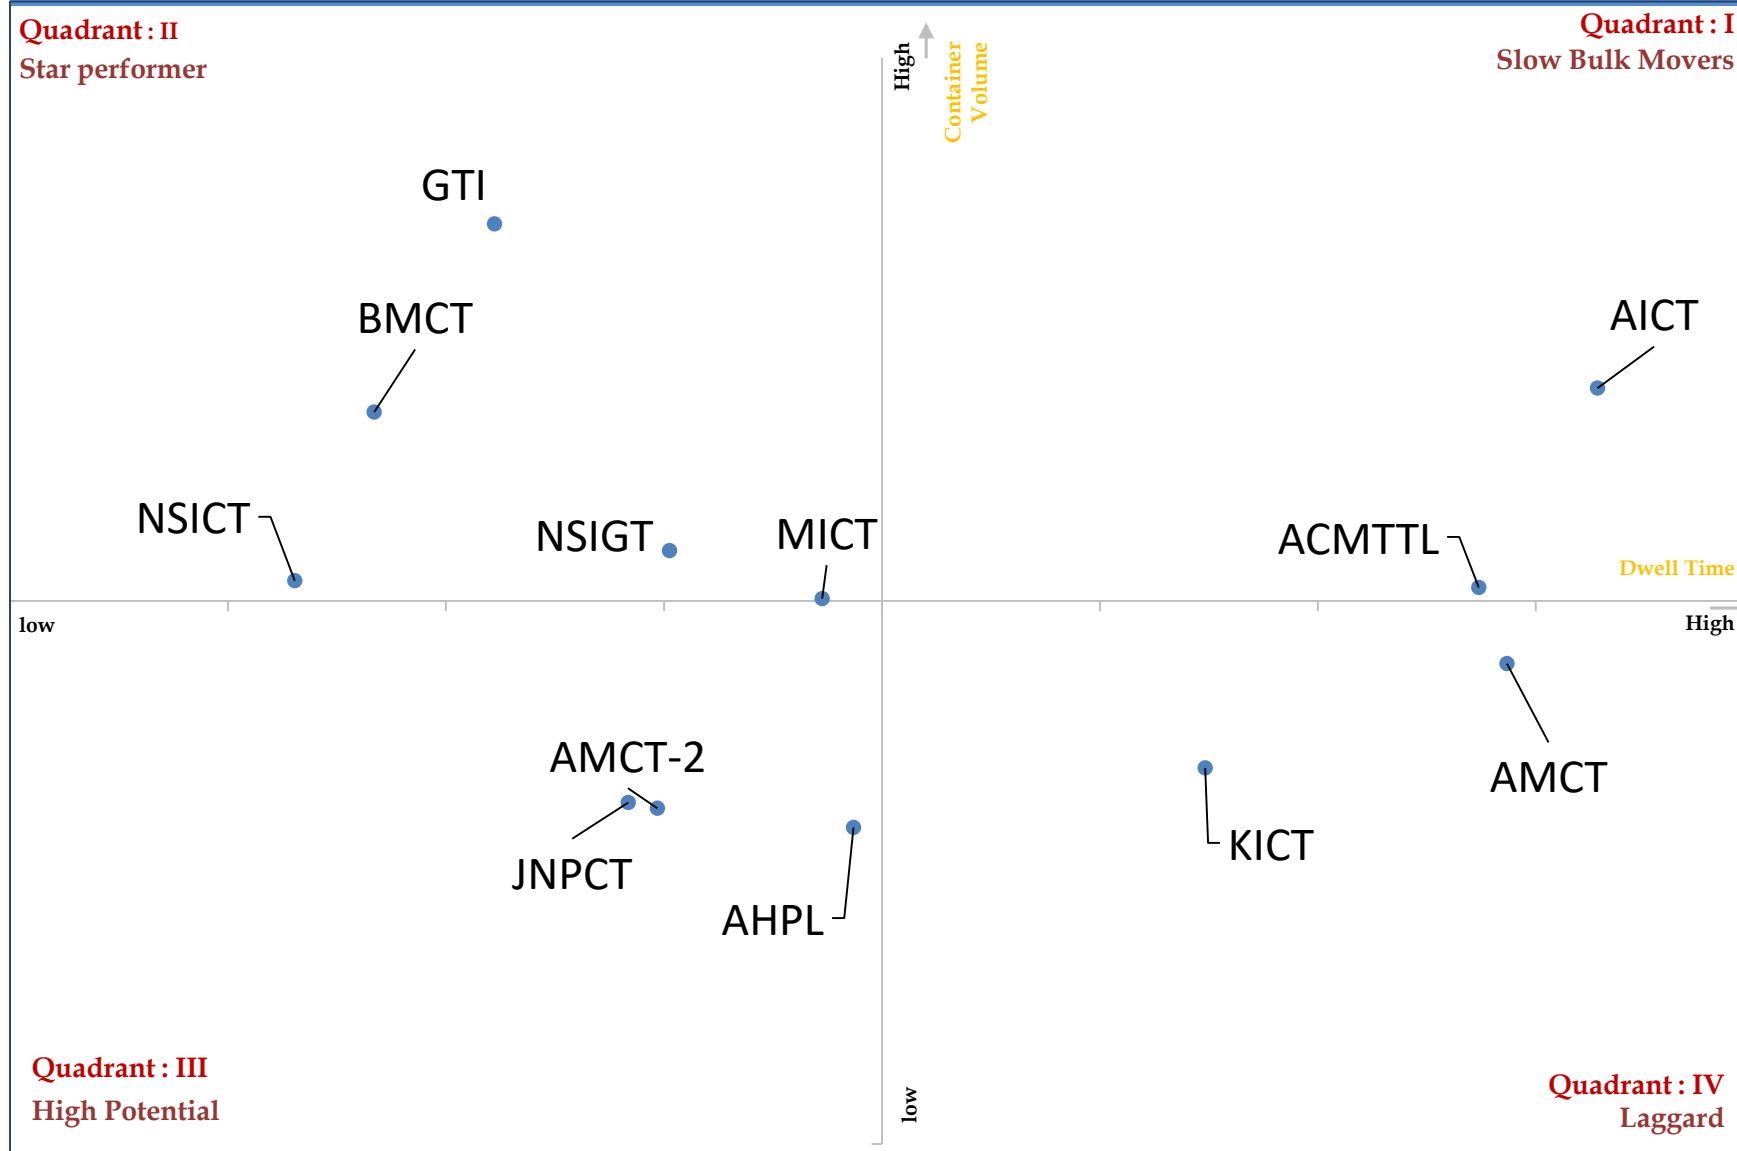 Quadrant : II
Star performer
Quadrant : I
Slow Bulk Movers
High
Container
Volume
GTI
BMCT
AICT
NSICT
NSIGT
MICT
ACMTTL
Dwell Time
low
High
AMCT-2
AMCT
JNPCT
KICT
AHPL
Quadrant : III
High Potential
low
Quadrant : IV
Laggard